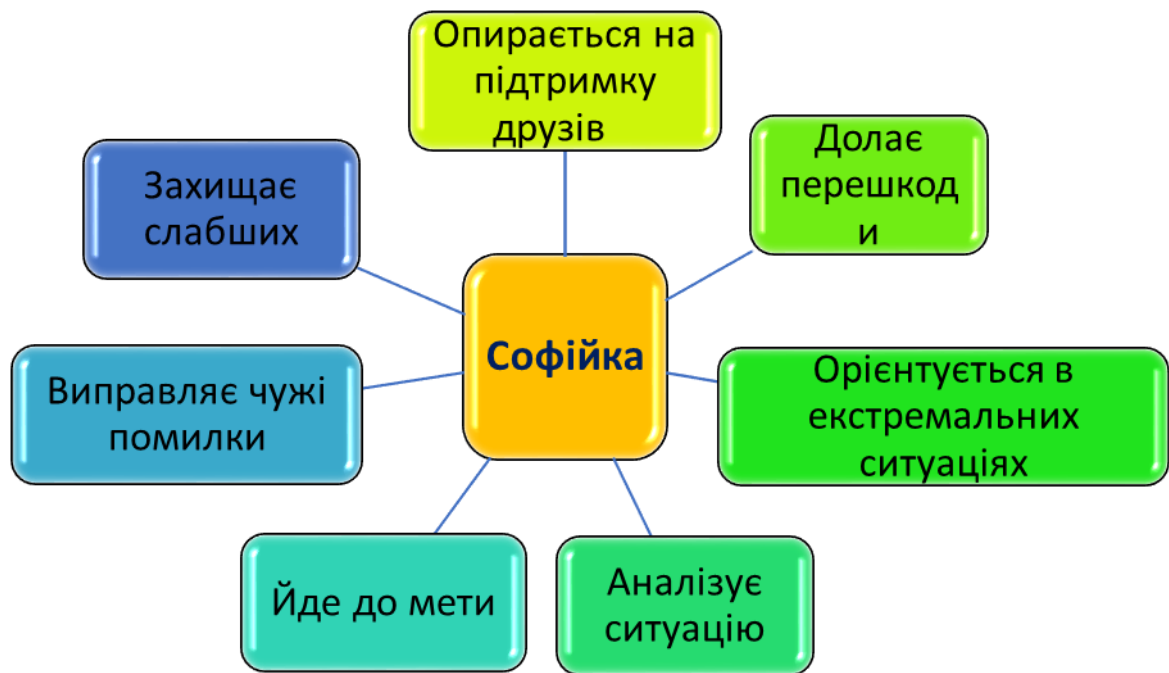 Опирається на
підтримку
друзів
Долає
перешкод
и
Захищає
слабших
Софійка
Орієнтується в
екстремальних
ситуаціях
Виправляє чужі
помилки
Йде до мети
Аналізує
ситуацію